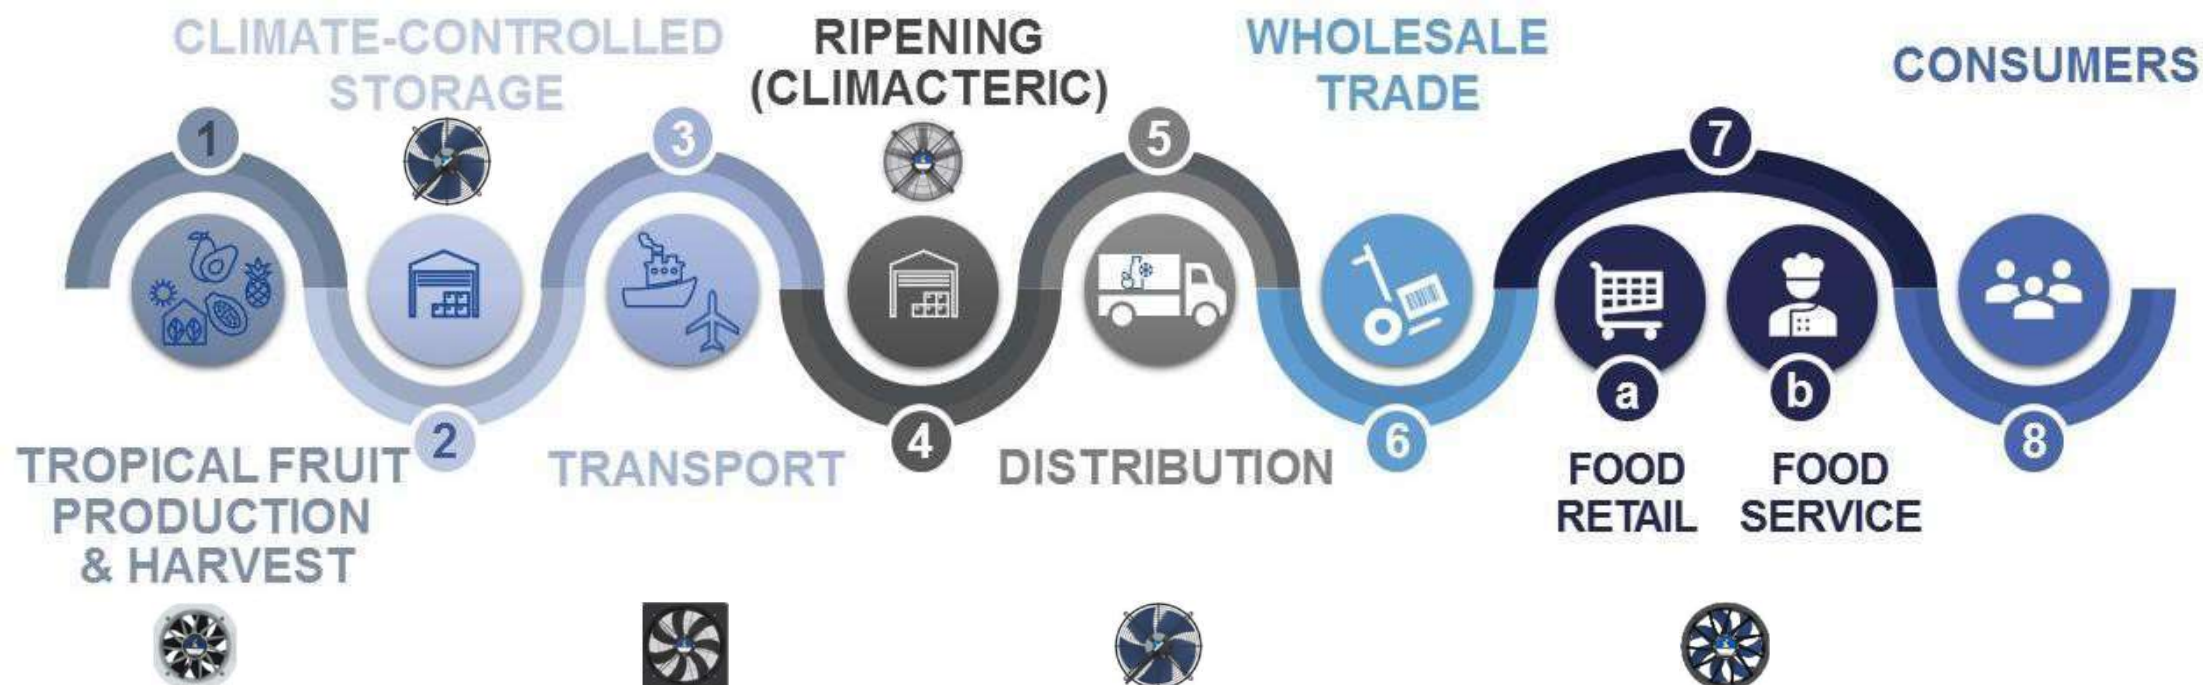 CLIMATE-CONTROLLED
STORAGE
RIPENING
(CLIMACTERIC)
WHOLESALE
TRADE
CONSUMERS
1
3
5
7
a
b
2
4
6
8
TROPICAL FRUIT
PRODUCTION
& HARVEST
TRANSPORT
DISTRIBUTION
FOOD
RETAIL
FOOD
SERVICE